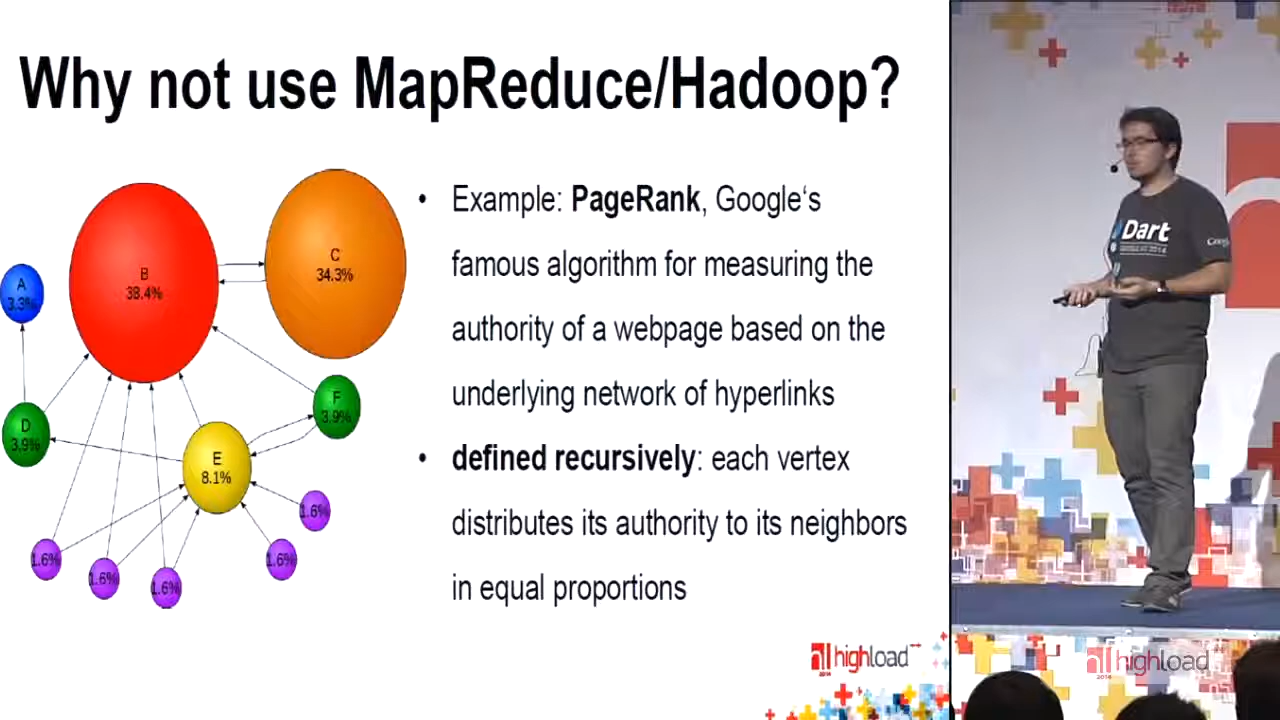 Why not use MapReduce/Hadoop?
B
38.4%
C
34.3%
A
3.3%
D
3.9%
E
8.1%
F
3.9%
1.6%
1.6%
1.6%
1.6%
1.6%
• Example: PageRank, Google‘s
famous algorithm for measuring the
authority of a webpage based on the
underlying network of hyperlinks
• defined recursively: each vertex
distributes its authority to its neighbors
in equal proportions
highload
2014
Dart
Google
highload
2014